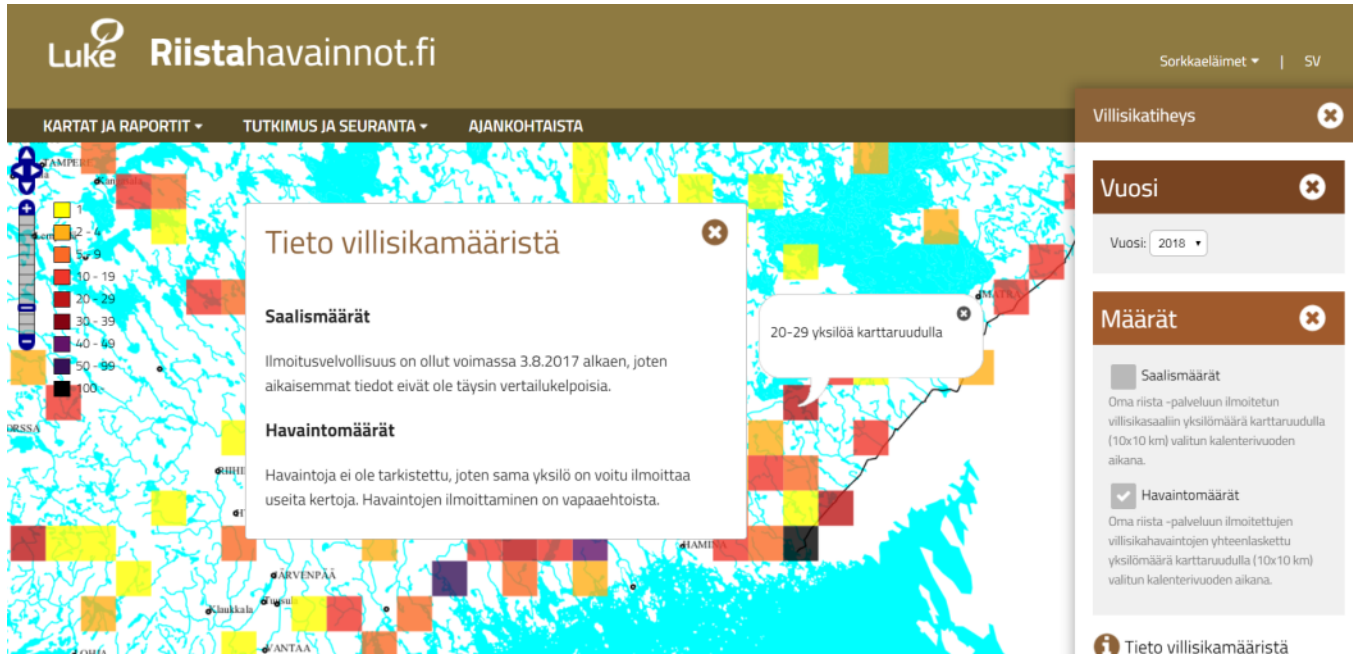 Luke Riistahavainnot.fi
Sorkkaeläimet | SV
KARTAT JA RAPORTIT TUTKIMUS JA SEURANTA AJANKOHTAISTA
Villisikatiheys
TAMPERE
1
2 - 4
5 - 9
10 - 19
20 - 29
30 - 39
40 - 49
50 - 99
100 -
Tieto villisikamääristä
Saalismäärät
Ilmoitusvelvollisuus on ollut voimassa 3.8.2017 alkaen, joten
aikaisemmat tiedot eivät ole täysin vertailukelpoisia.
Havaintomäärät
Havaintoja ei ole tarkistettu, joten sama yksilö on voitu ilmoittaa
useita kertoja. Havaintojen ilmoittaminen on vapaaehtoista.
20-29 yksilöä karttaruudulla
IMATRA
HAMINA
ÄRVENPÄÄ
Tuusula
Klaukkala
VANTAA
Vuosi
Vuosi: 2018
Määrät
Saalismäärät
Oma riista -palveluun ilmoitetun
villisikasaaliin yksilömäärä karttaruudulla
(10x10 km) valitun kalenterivuoden
aikana.
Havaintomäärät
Oma riista -palveluun ilmoitettujen
villisikahavaintojen yhteenlaskettu
yksilömäärä karttaruudulla (10x10 km)
valitun kalenterivuoden aikana.
Tieto villisikamääristä